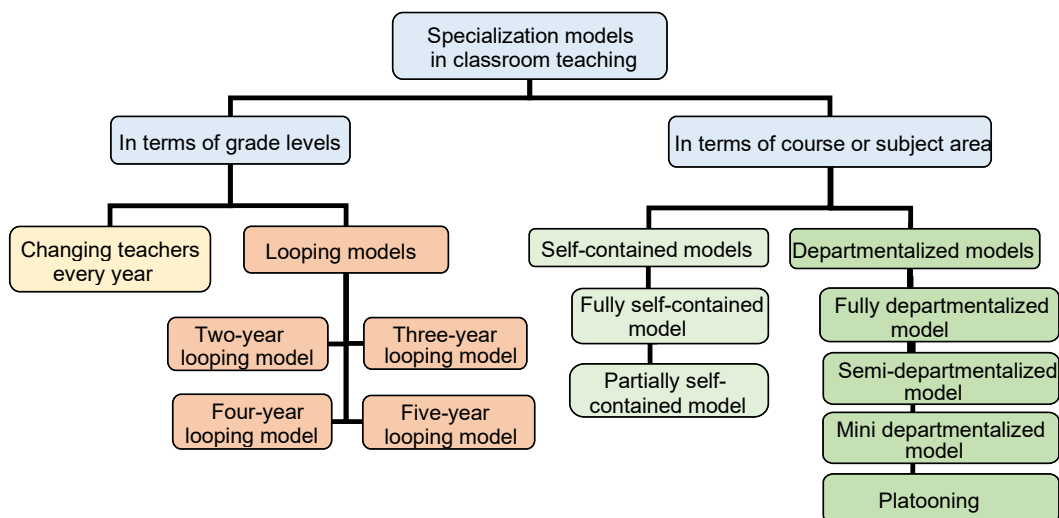 Specialization models
in classroom teaching
In terms of grade levels
In terms of course or subject area
Changing teachers
every year
Looping models
Two-year
looping model
Three-year
looping model
Four-year
looping model
Five-year
looping model
Self-contained models
Fully self-contained
model
Partially self-
contained model
Departmentalized models
Fully departmentalized
model
Semi-departmentalized
model
Mini departmentalized
model
Platooning